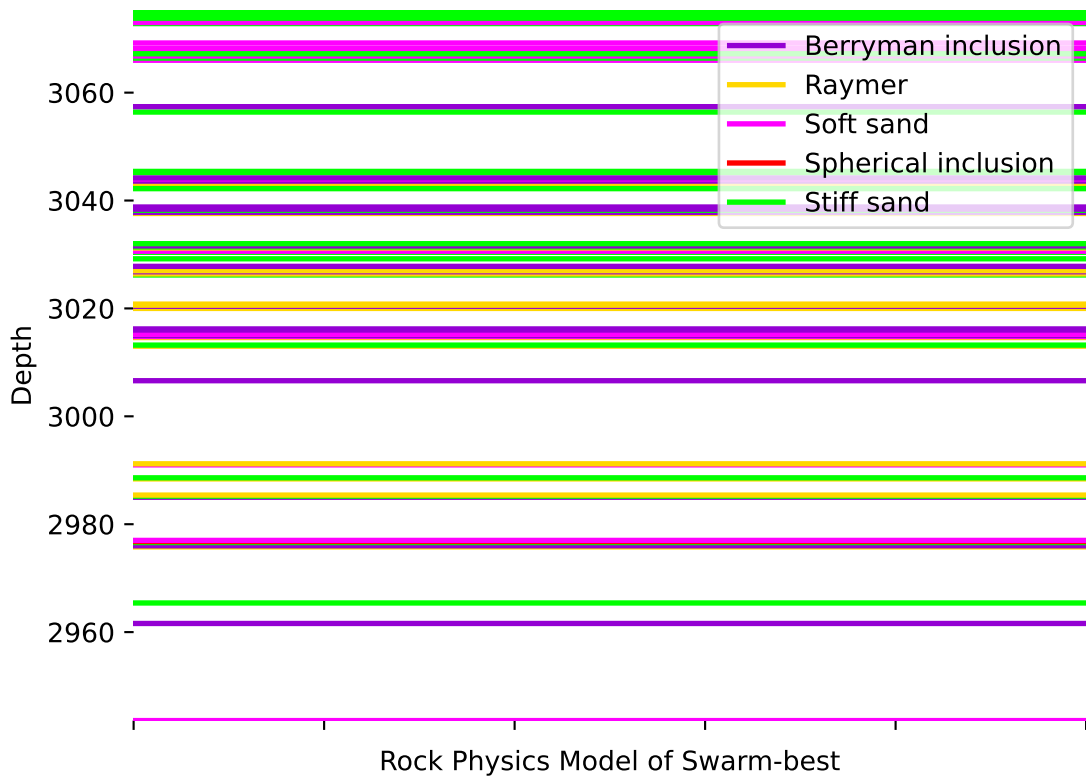 Berryman inclusion
Raymer
Soft sand
Spherical inclusion
Stiff sand
3060
3040
3020
3000
2980
2960
Depth
Rock Physics Model of Swarm-best